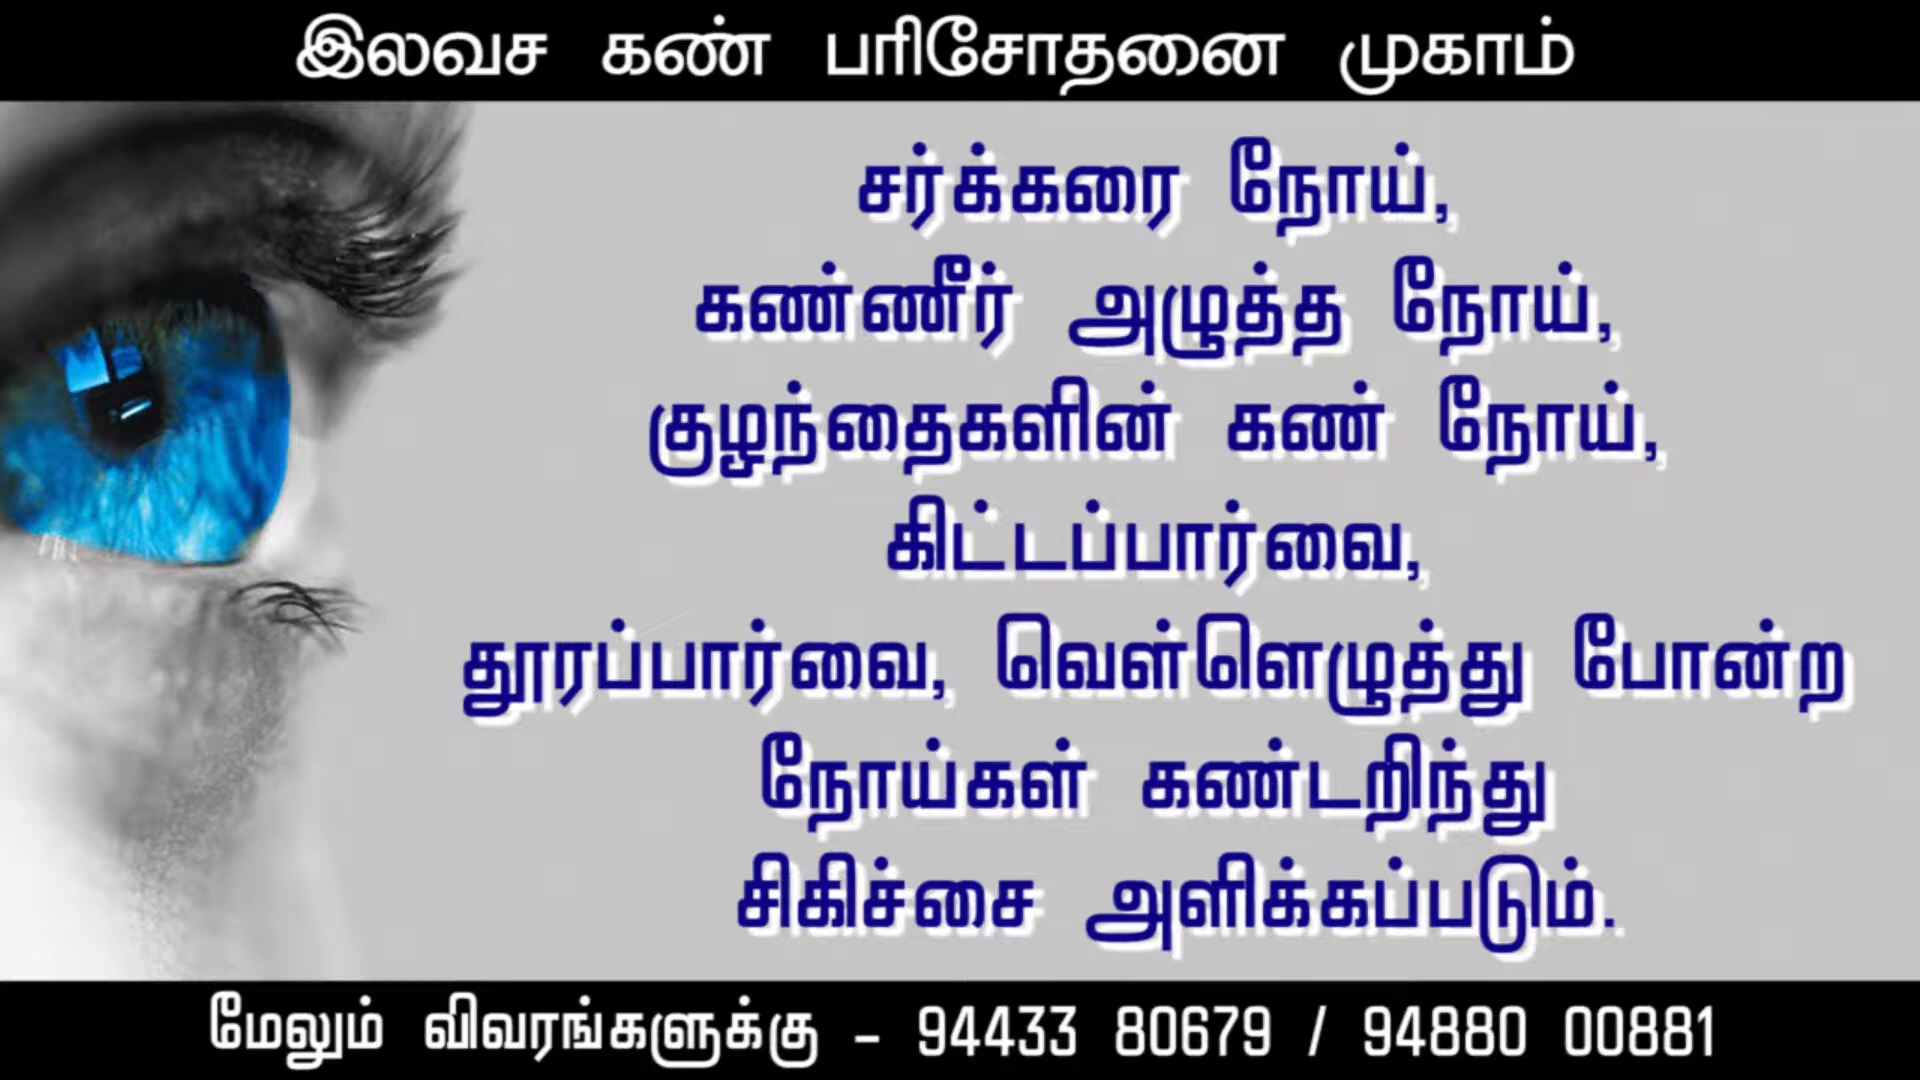 இலவச கண் பரிசோதனை முகாம்
சர்க்கரை நோய்,
கண்ணீர் அழுத்த நோய்,
குழந்தைகளின் கண் நோய்,
கிட்டப்பார்வை,
தூரப்பார்வை, வெள்ளெழுத்து போன்ற
நோய்கள் கண்டறிந்து
சிகிச்சை அளிக்கப்படும்.
மேலும் விவரங்களுக்கு - 94433 80679 / 94880 00881